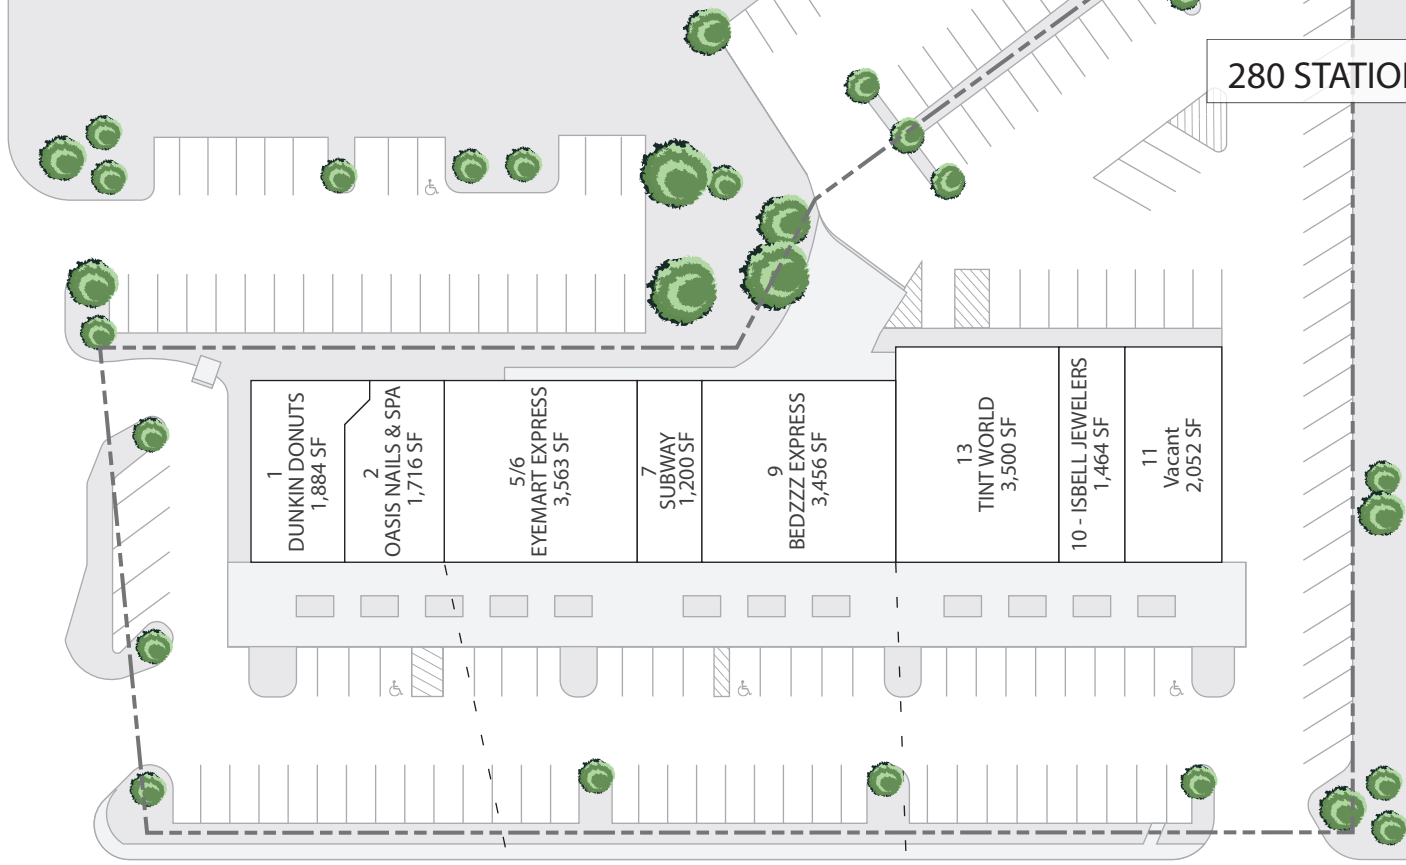 280 STATION
1
DUNKIN DONUTS
1,884 SF
2
OASIS NAILS & SPA
1,716 SF
5/6
EYEMART EXPRESS
3,563 SF
7
SUBWAY
1,200 SF
9
BEDZZZ EXPRESS
3,456 SF
13
TINT WORLD
3,500 SF
10 - ISBELL JEWELERS
1,464 SF
11
Vacant
2,052 SF